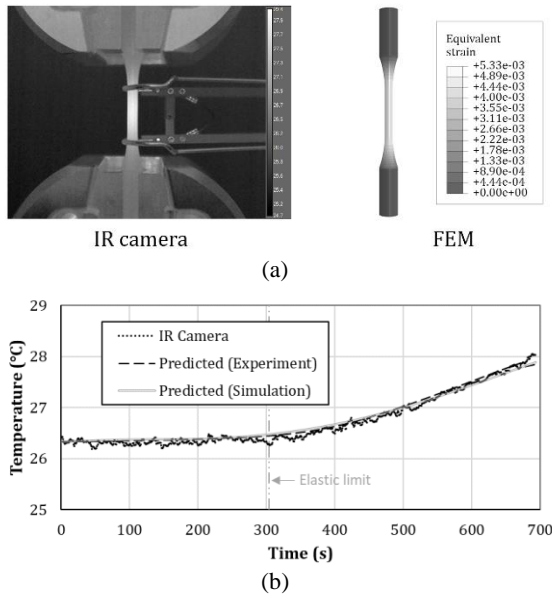 Equivalent
strain
+5.33e-03
+4.89e-03
+4.44e-03
+4.00e-03
+3.55e-03
+3.11e-03
+2.66e-03
+2.22e-03
+1.78e-03
+1.33e-03
+8.90e-04
+4.44e-04
+0.00e+00
IR camera
FEM
(a)
29
28
27
26
25
Temperature (°C)
IR Camera
Predicted (Experiment)
Predicted (Simulation)
Elastic limit
0 100 200 300 400 500 600 700
Time (s)
(b)